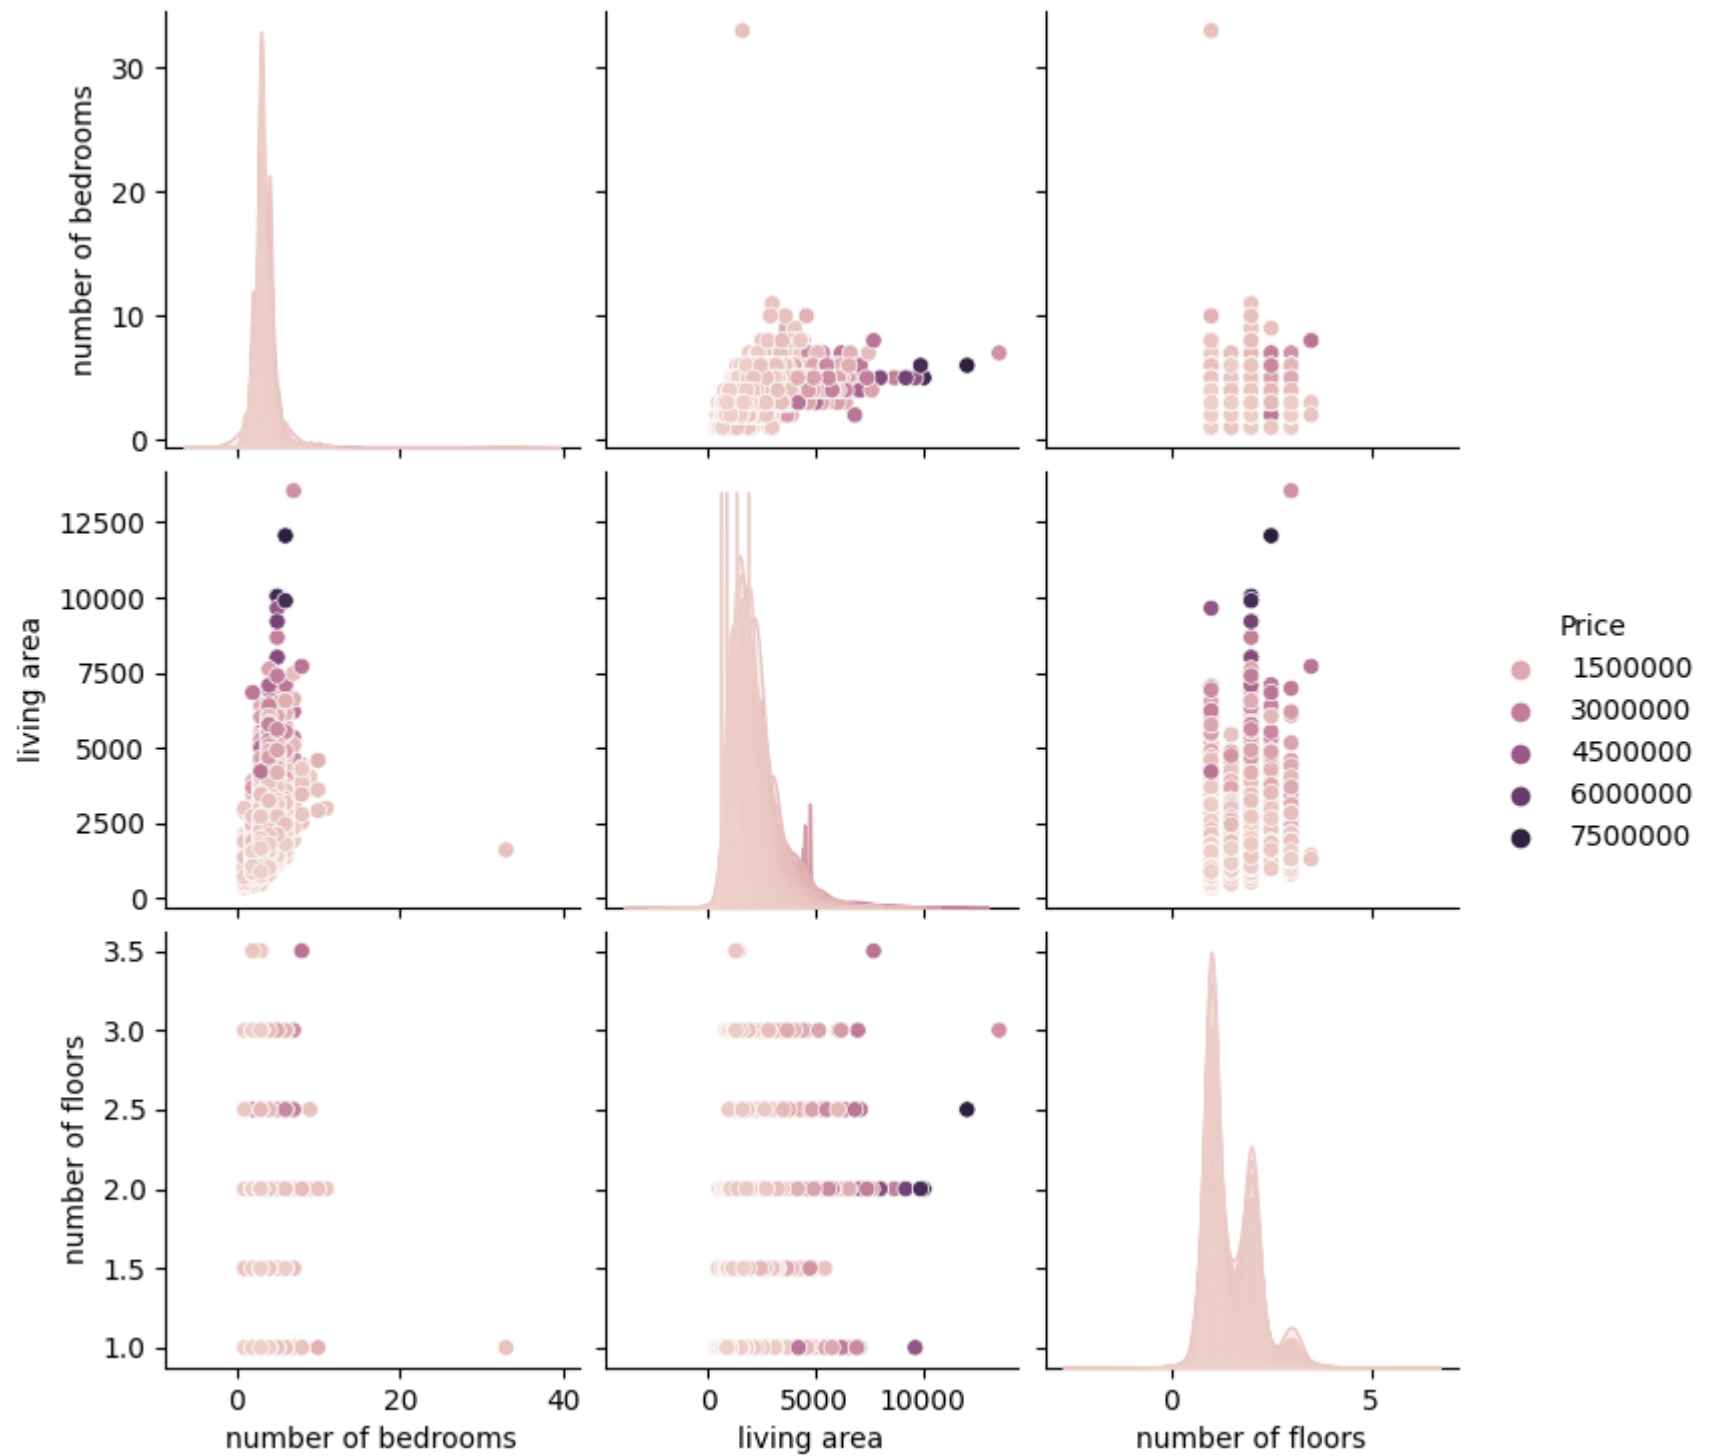 number of bedrooms
30
20
10
0
living area
12500
10000
7500
5000
2500
0
Price
1500000
3000000
4500000
6000000
7500000
number of floors
3.5
3.0
2.5
2.0
1.5
1.0
0 20 40
0 5000 10000
0 5
number of bedrooms
living area
number of floors